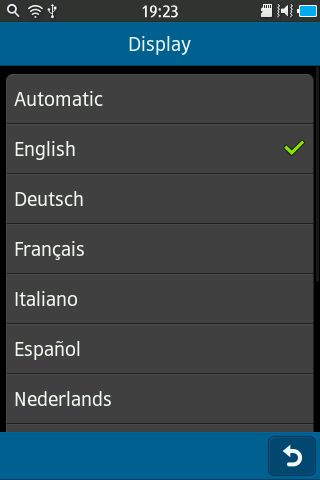 19:23
Display
Automatic
English
Deutsch
Français
Italiano
Español
Nederlands